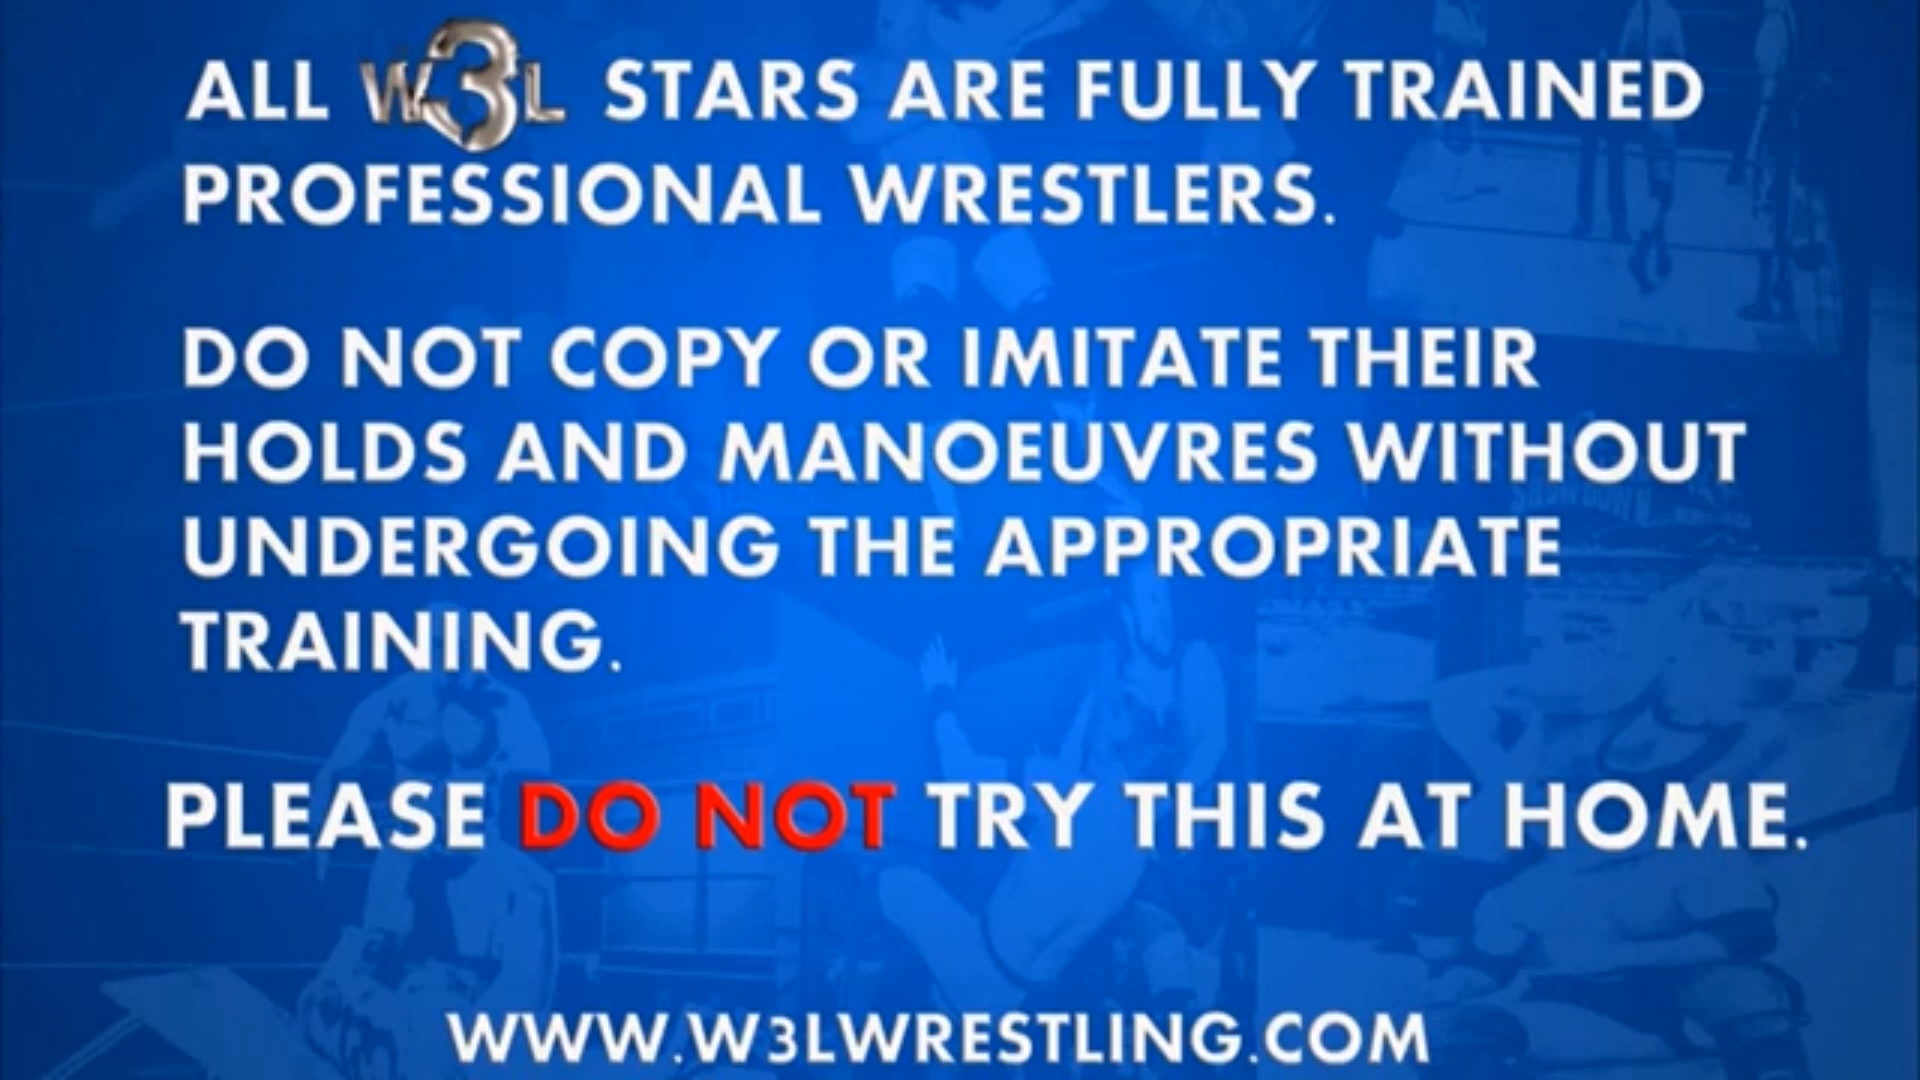 ALL W3L STARS ARE FULLY TRAINED
PROFESSIONAL WRESTLERS.
DO NOT COPY OR IMITATE THEIR
HOLDS AND MANOEUVRES WITHOUT
UNDERGOING THE APPROPRIATE
TRAINING.
PLEASE DO NOT TRY THIS AT HOME.
WWW.W3LWRESTLING.COM